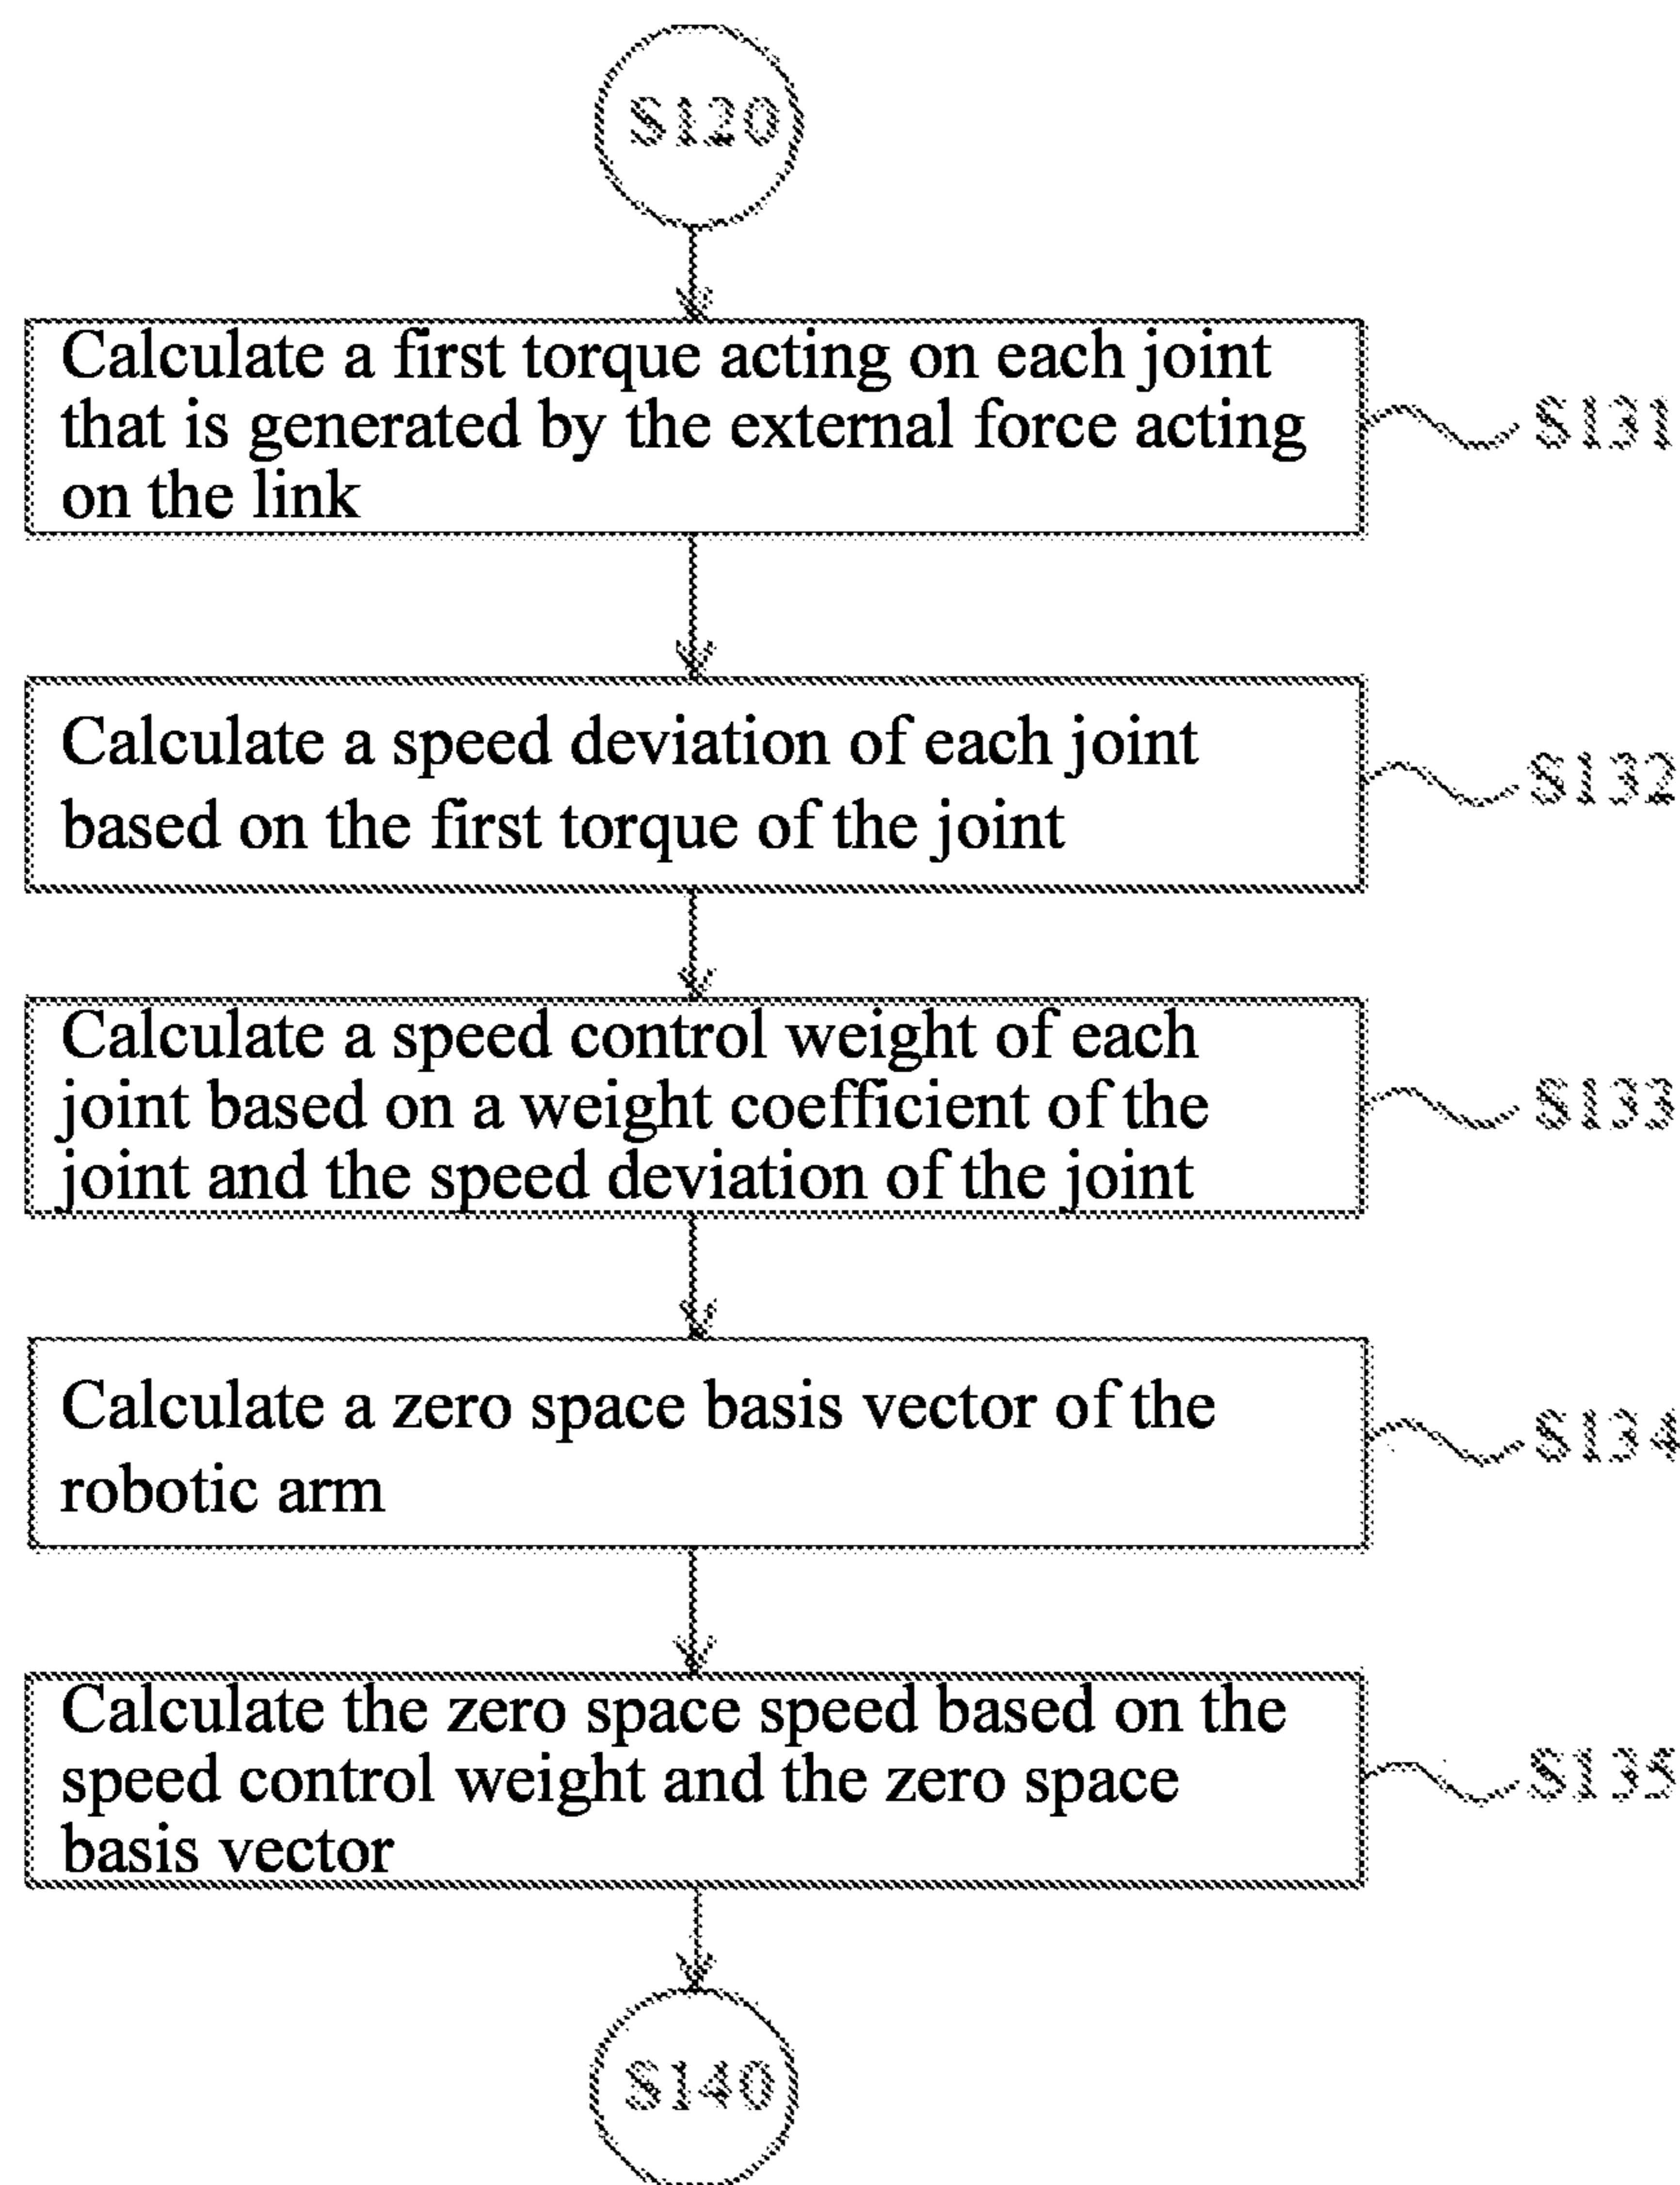 S120
Calculate a first torque acting on each joint
that is generated by the external force acting
on the link
S131
Calculate a speed deviation of each joint
based on the first torque of the joint
S132
Calculate a speed control weight of each
joint based on a weight coefficient of the
joint and the speed deviation of the joint
S133
Calculate a zero space basis vector of the
robotic arm
S134
Calculate the zero space speed based on the
speed control weight and the zero space
basis vector
S135
S140